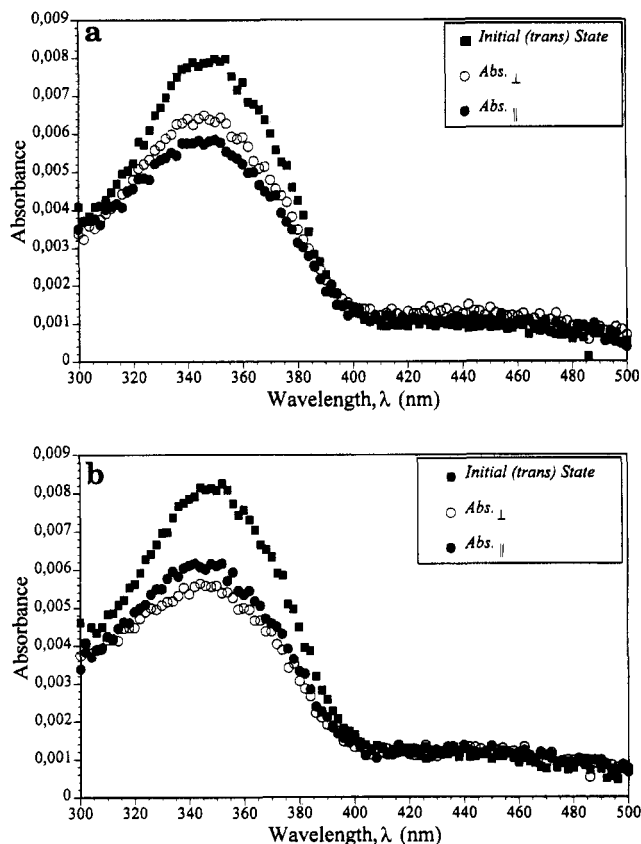 a
0,009
0,008
0,007
0,006
0,005
0,004
0,003
0,002
0,001
0
Absorbance
Initial (trans) State
Abs. ⊥
Abs. ||
300 320 340 360 380 400 420 440 460 480 500
Wavelength, λ (nm)
b
0,009
0,008
0,007
0,006
0,005
0,004
0,003
0,002
0,001
0
Absorbance
Initial (trans) State
Abs. ⊥
Abs. ||
300 320 340 360 380 400 420 440 460 480 500
Wavelength, λ (nm)